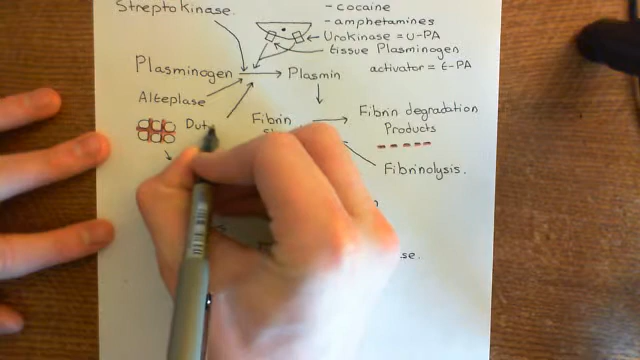 Streptokinase.
- cocaine
- amphetamines
Urokinase = u-PA
tissue Plasminogen
activator = t-PA
Plasminogen
Plasmin
Alteplase
Fibrin
Fibrin degradation
Products
Fibrinolysis.